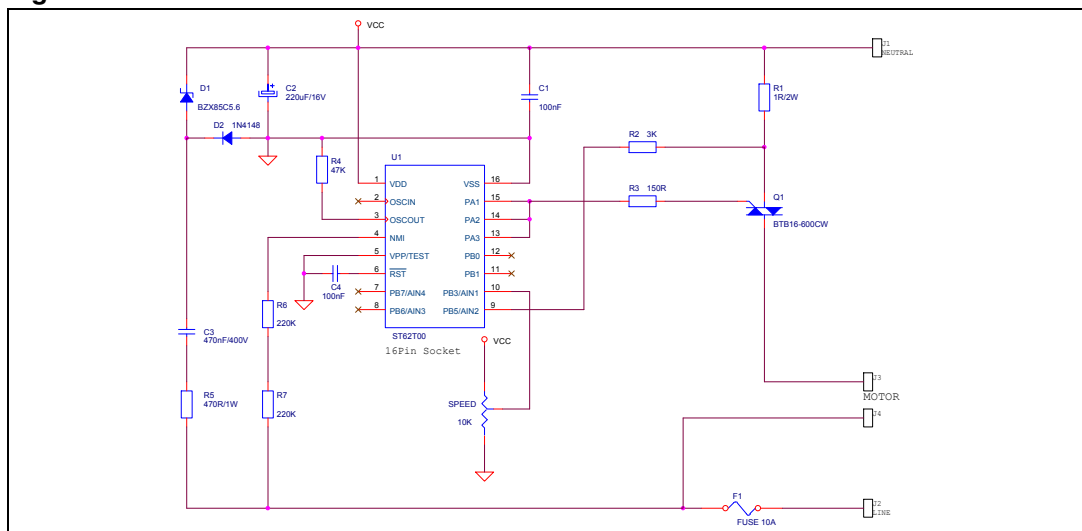 VCC
J1
NEUTRAL
D1
BZX85C5.6
C2
220uF/16V
C1
100nF
R1
1R/2W
D2 1N4148
R2 3K
R4
47K
U1
1 VDD VSS 16
2 OSCIN PA1 15
3 OSCOUT PA2 14
4 NMI PA3 13
5 VPP/TEST PB0 12
6 RST PB1 11
7 PB7/AIN4 PB3/AIN1 10
8 PB6/AIN3 PB5/AIN2 9
R3 150R
Q1
BTB16-600CW
C4
100nF
R6
220K
ST62T00
16Pin Socket
C3
470nF/400V
VCC
R5
470R/1W
R7
220K
SPEED
10K
J3
MOTOR
J4
F1
FUSE 10A
J2
LINE